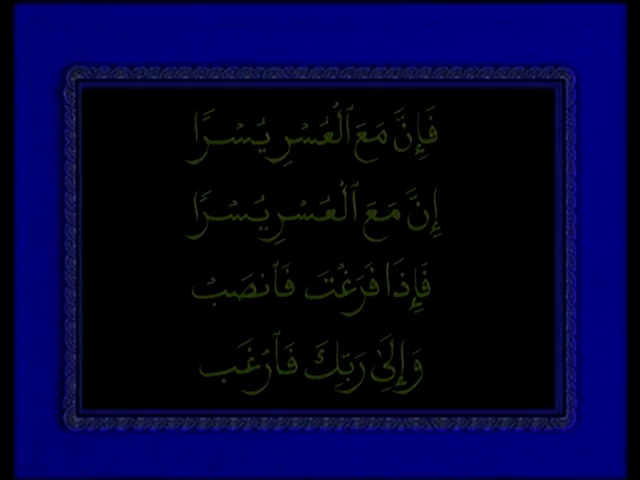 فَإِنَّ مَعَ ٱلْعُسْرِ يُسْرًا
إِنَّ مَعَ ٱلْعُسْرِ يُسْرًا
فَإِذَا فَرَغْتَ فَٱنصَبْ
وَإِلَىٰ رَبِّكَ فَٱرْغَب